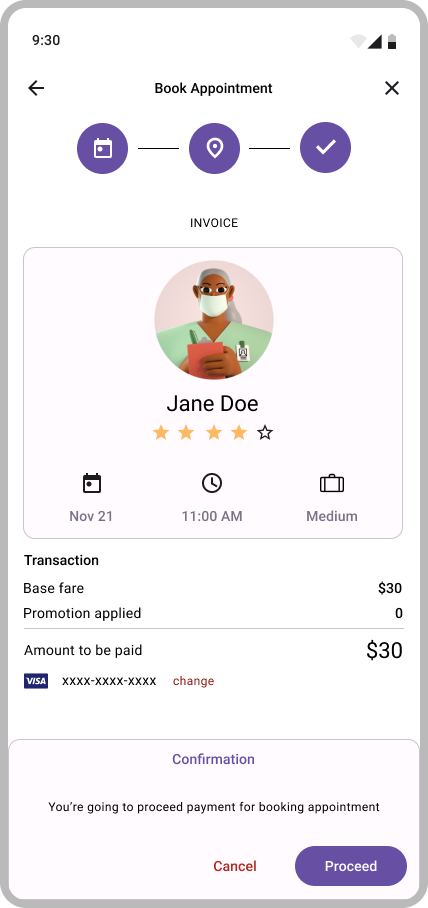 9:30
Book Appointment
INVOICE
Jane Doe
Nov 21 11:00 AM Medium
Transaction
Base fare $30
Promotion applied 0
Amount to be paid $30
VISA xxxx-xxxx-xxxx change
Confirmation
You’re going to proceed payment for booking appointment
Cancel Proceed